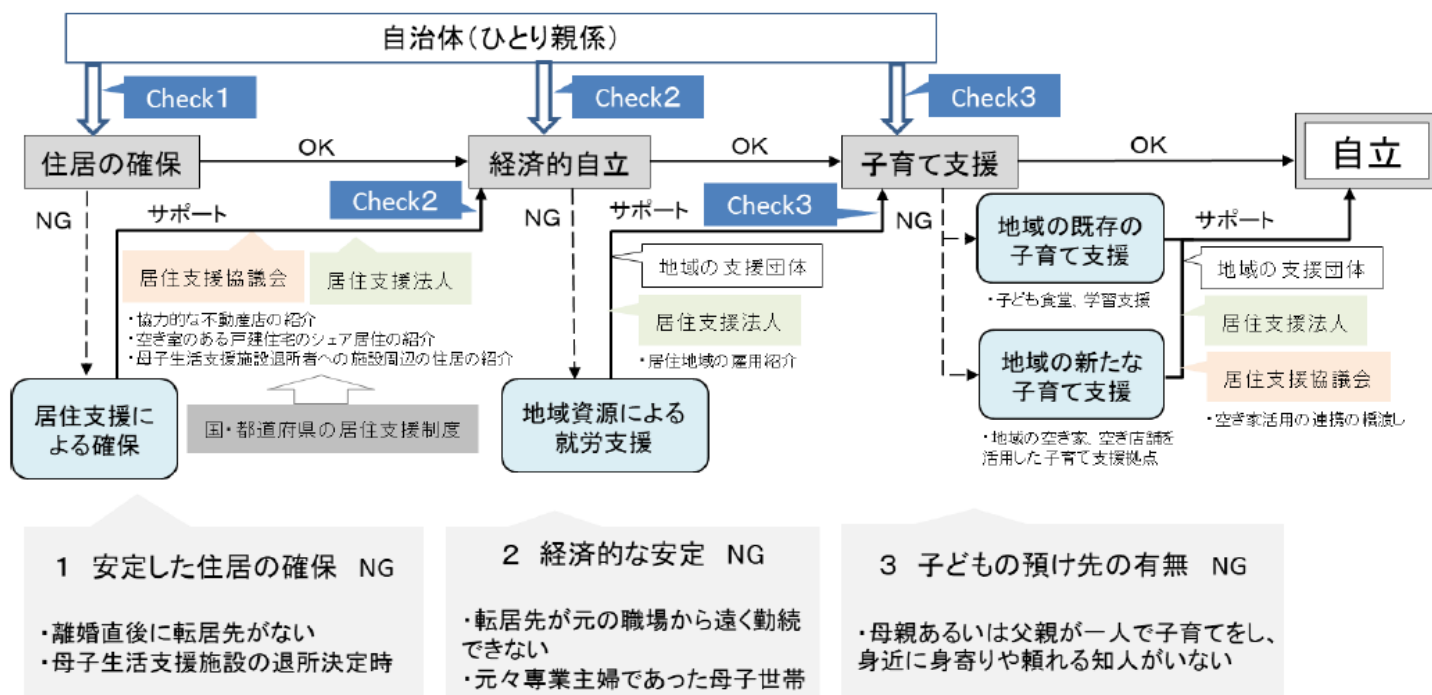 自治体（ひとり親係）
Check1
Check2
Check3
住居の確保
OK
経済的自立
OK
子育て支援
OK
自立
NG
サポート
Check2
NG
サポート
Check3
NG
地域の既存の
子育て支援
サポート
居住支援協議会
居住支援法人
地域の支援団体
・子ども食堂、学習支援
地域の支援団体
・協力的な不動産店の紹介
・空き室のある戸建住宅のシェア居住の紹介
・母子生活支援施設退所者への施設周辺の住居の紹介
居住支援法人
・居住地域の雇用紹介
居住支援法人
地域の新たな
子育て支援
居住支援協議会
・空き家活用の連携の橋渡し
居住支援に
よる確保
国・都道府県の居住支援制度
地域資源による
就労支援
・地域の空き家、空き店舗を
活用した子育て支援拠点
1 安定した住居の確保 NG
・離婚直後に転居先がない
・母子生活支援施設の退所決定時
2 経済的な安定 NG
・転居先が元の職場から遠く勤続
できない
・元々専業主婦であった母子世帯
3 子どもの預け先の有無 NG
・母親あるいは父親が一人で子育てをし、
身近に身寄りや頼れる知人がいない